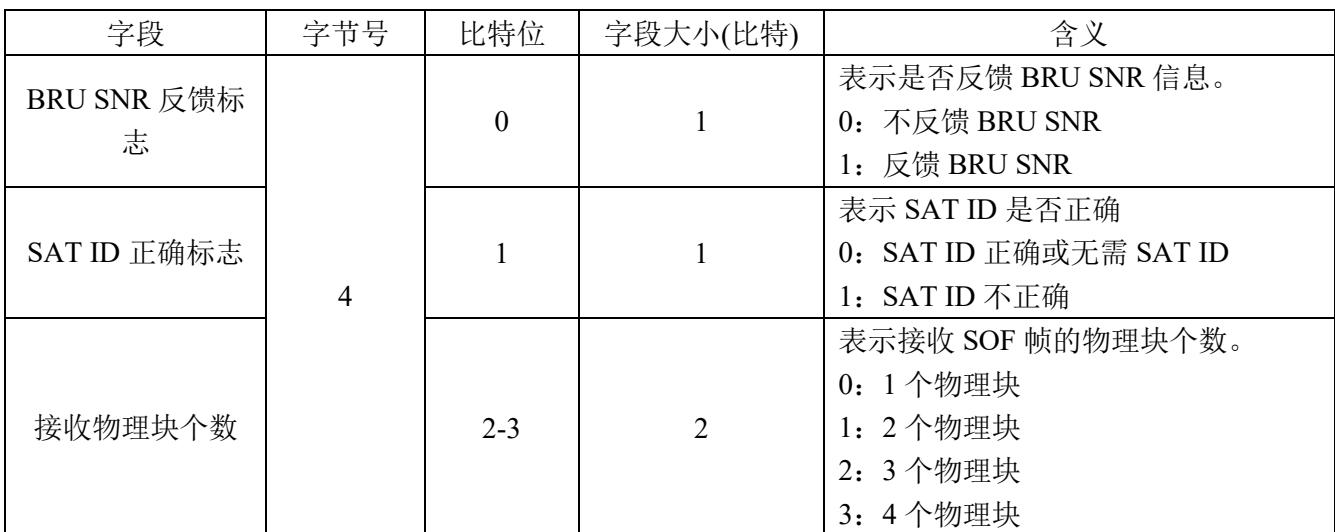 字段 字节号 比特位 字段大小(比特) 含义
BRU SNR 反馈标
志
4
0
1
表示是否反馈 BRU SNR 信息。
0：不反馈 BRU SNR
1：反馈 BRU SNR
SAT ID 正确标志
1
1
表示 SAT ID 是否正确
0：SAT ID 正确或无需 SAT ID
1：SAT ID 不正确
接收物理块个数
2-3
2
表示接收 SOF 帧的物理块个数。
0：1 个物理块
1：2 个物理块
2：3 个物理块
3：4 个物理块